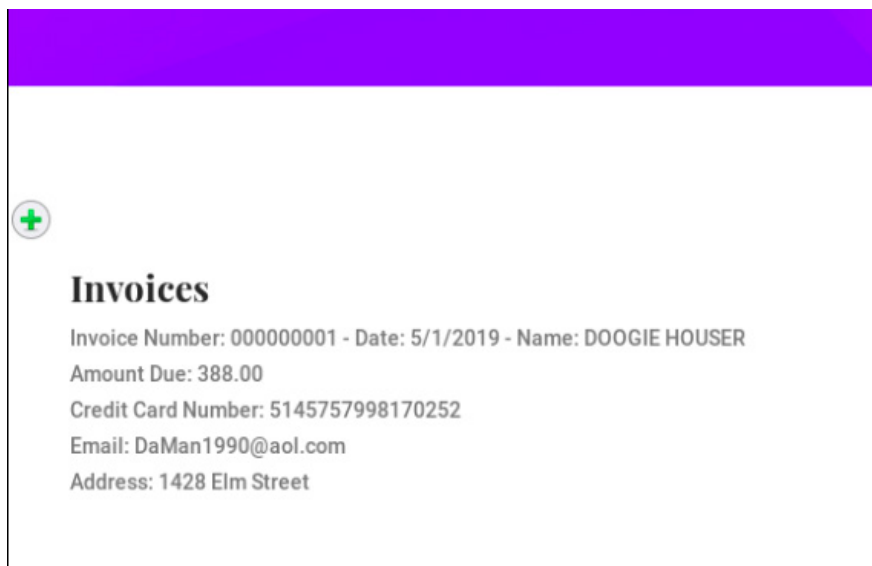 Invoices
Invoice Number: 000000001 - Date: 5/1/2019 - Name: DOOGIE HOUSER
Amount Due: 388.00
Credit Card Number: 5145757998170252
Email: DaMan1990@aol.com
Address: 1428 Elm Street